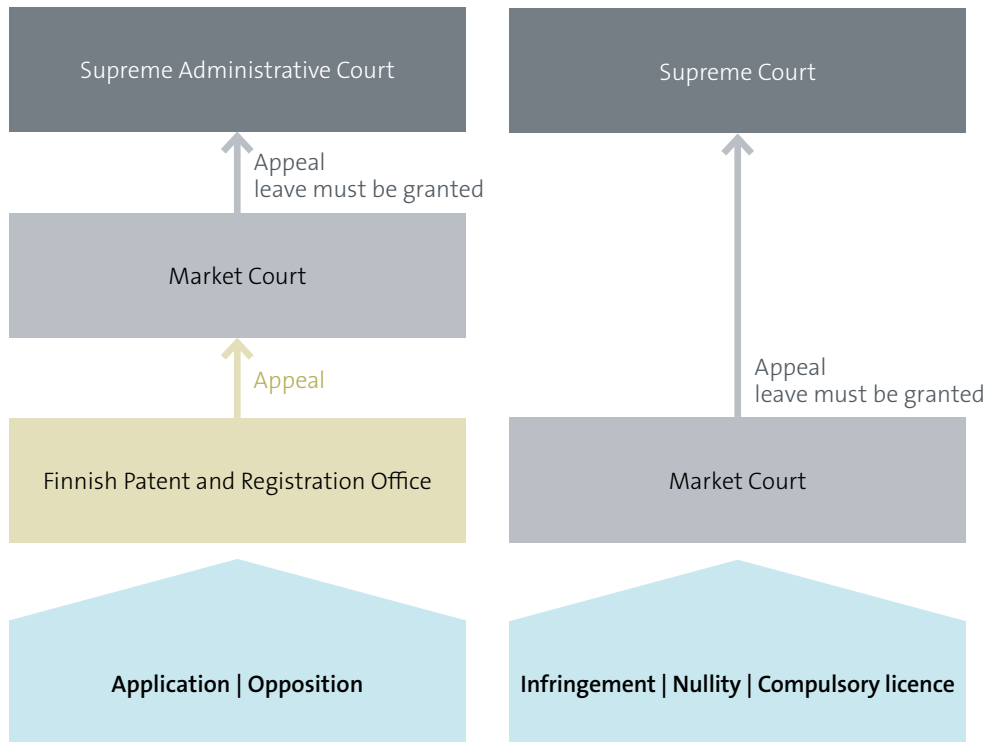 Supreme Administrative Court
Appeal
leave must be granted
Market Court
Appeal
Finnish Patent and Registration Office
Application | Opposition
Supreme Court
Appeal
leave must be granted
Market Court
Infringement | Nullity | Compulsory licence